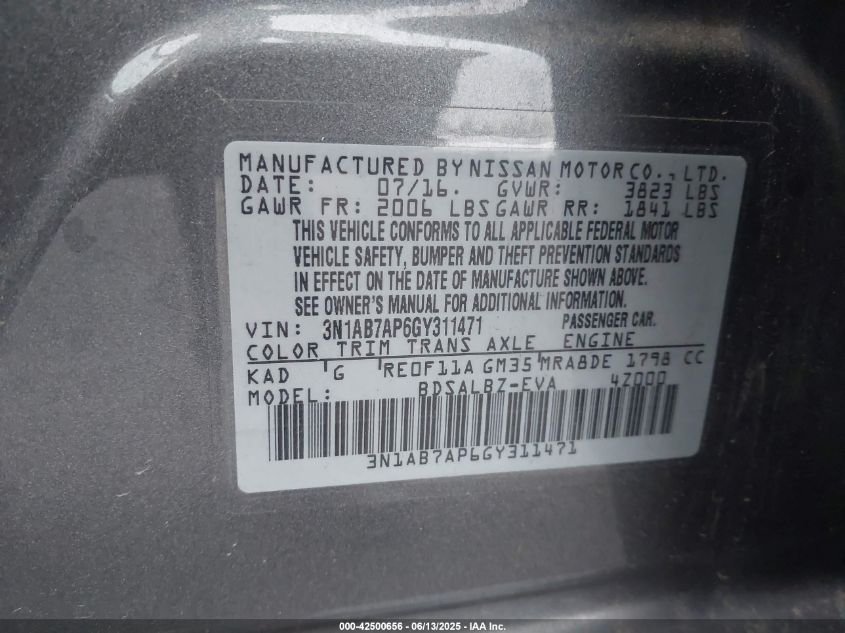 MANUFACTURED BY NISSAN MOTOR CO., LTD.
DATE: 07/16. GVWR: 3823 LBS
GAWR FR: 2006 LBS GAWR RR: 1841 LBS
THIS VEHICLE CONFORMS TO ALL APPLICABLE FEDERAL MOTOR
VEHICLE SAFETY, BUMPER AND THEFT PREVENTION STANDARDS
IN EFFECT ON THE DATE OF MANUFACTURE SHOWN ABOVE.
SEE OWNER'S MANUAL FOR ADDITIONAL INFORMATION.
VIN: 3N1AB7AP6GY311471 PASSENGER CAR.
COLOR TRIM TRANS AXLE ENGINE
KAD G RE0F11A GM35 MRA8DE 1798 CC
MODEL: BDSALBZ-EVA 4Z000
3N1AB7AP6GY311471
000-42500656 - 06/13/2025 - IAA Inc.